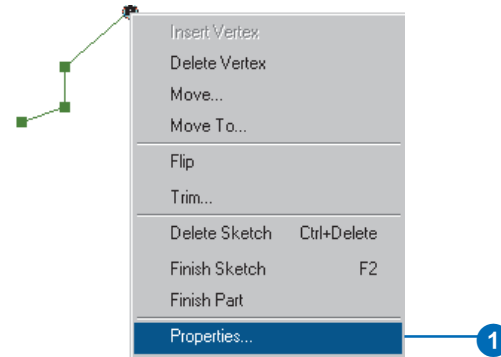 Insert Vertex
Delete Vertex
Move...
Move To...
Flip
Trim...
Delete Sketch Ctrl+Delete
Finish Sketch F2
Finish Part
Properties...
1